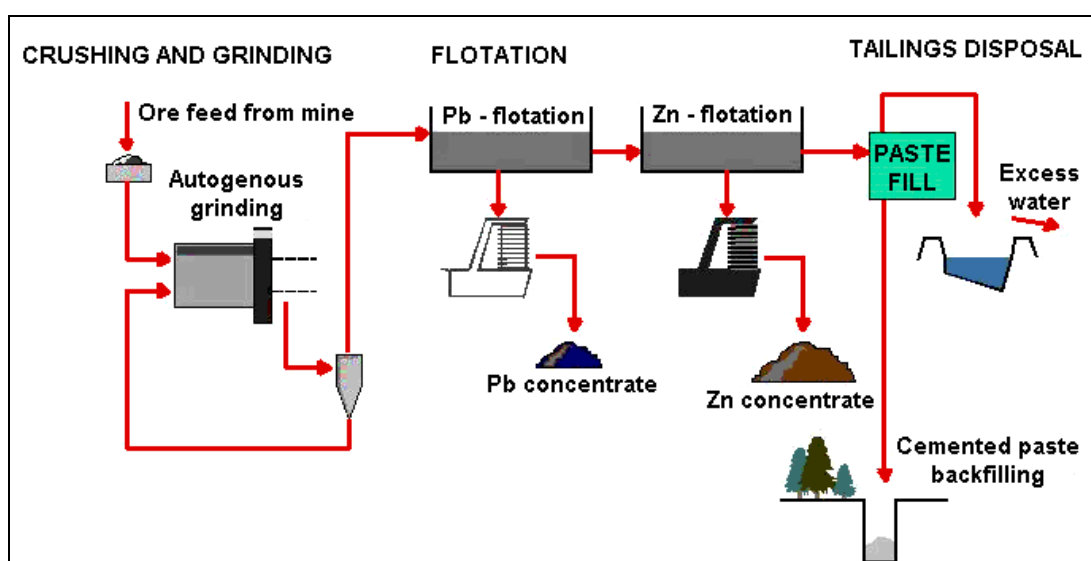 CRUSHING AND GRINDING
FLOTATION
TAILINGS DISPOSAL
Ore feed from mine
Pb - flotation
Zn - flotation
PASTE
FILL
Excess
water
Autogenous
grinding
Pb concentrate
Zn concentrate
Cemented paste
backfilling